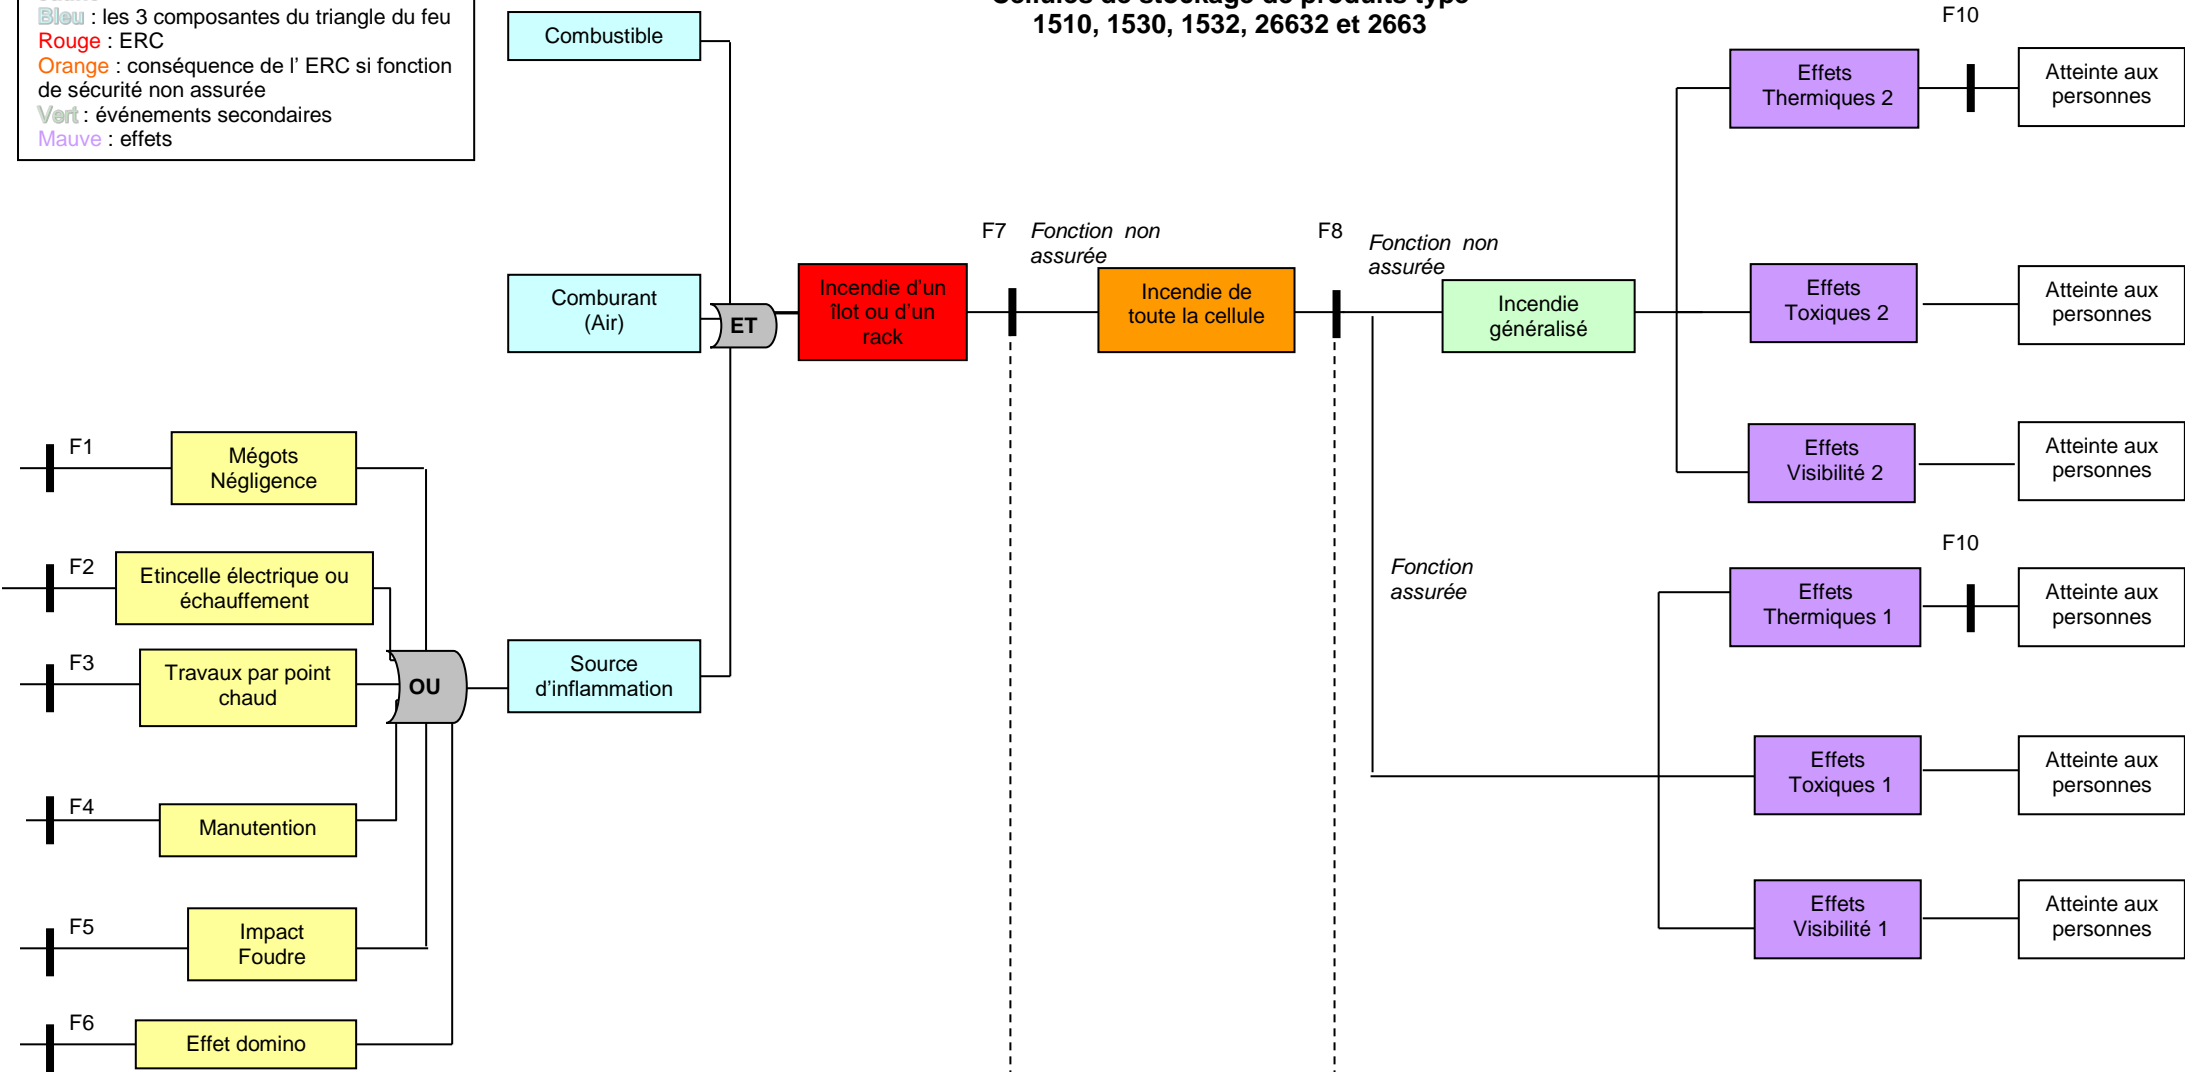 Bleu : les 3 composantes du triangle du feu
Rouge : ERC
Orange : conséquence de l’ ERC si fonction
de sécurité non assurée
Vert : événements secondaires
Mauve : effets
Cellules de stockage de produits type
1510, 1530, 1532, 26632 et 2663
Combustible
Comburant
(Air)
ET
Source
d’inflammation
OU
F1
Mégots
Négligence
F2
Etincelle électrique ou
échauffement
F3
Travaux par point
chaud
F4
Manutention
F5
Impact
Foudre
F6
Effet domino
Incendie d’un
îlot ou d’un
rack
F7
Fonction non
assurée
Incendie de
toute la cellule
F8
Fonction non
assurée
Incendie
généralisé
Fonction
assurée
Effets
Thermiques 2
F10
Atteinte aux
personnes
Effets
Toxiques 2
Atteinte aux
personnes
Effets
Visibilité 2
Atteinte aux
personnes
Effets
Thermiques 1
F10
Atteinte aux
personnes
Effets
Toxiques 1
Atteinte aux
personnes
Effets
Visibilité 1
Atteinte aux
personnes